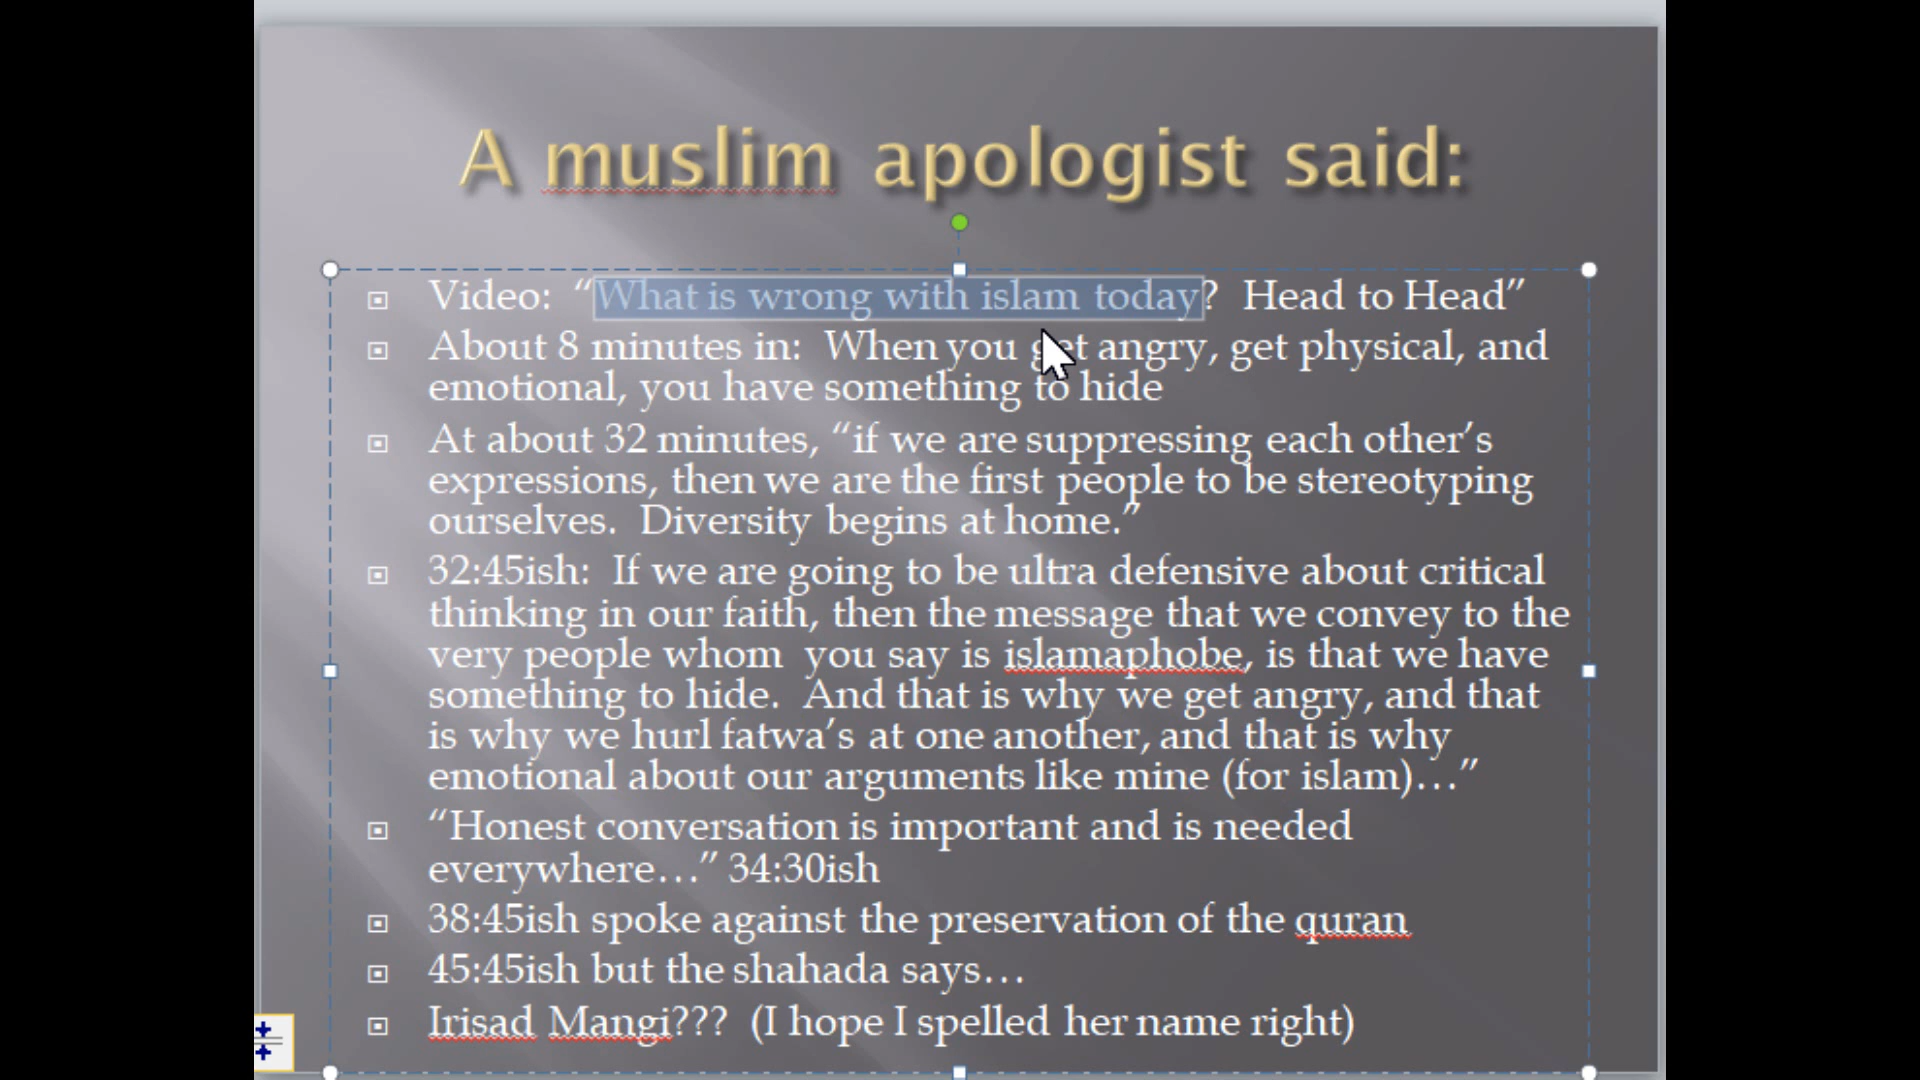 A muslim apologist said:
Video: “What is wrong with islam today? Head to Head”
About 8 minutes in: When you get angry, get physical, and
emotional, you have something to hide
At about 32 minutes, “if we are suppressing each other’s
expressions, then we are the first people to be stereotyping
ourselves. Diversity begins at home.”
32:45ish: If we are going to be ultra defensive about critical
thinking in our faith, then the message that we convey to the
very people whom you say is islamaphobe, is that we have
something to hide. And that is why we get angry, and that
is why we hurl fatwa’s at one another, and that is why
emotional about our arguments like mine (for islam)…”
“Honest conversation is important and is needed
everywhere…” 34:30ish
38:45ish spoke against the preservation of the quran
45:45ish but the shahada says…
Irisad Mangi??? (I hope I spelled her name right)